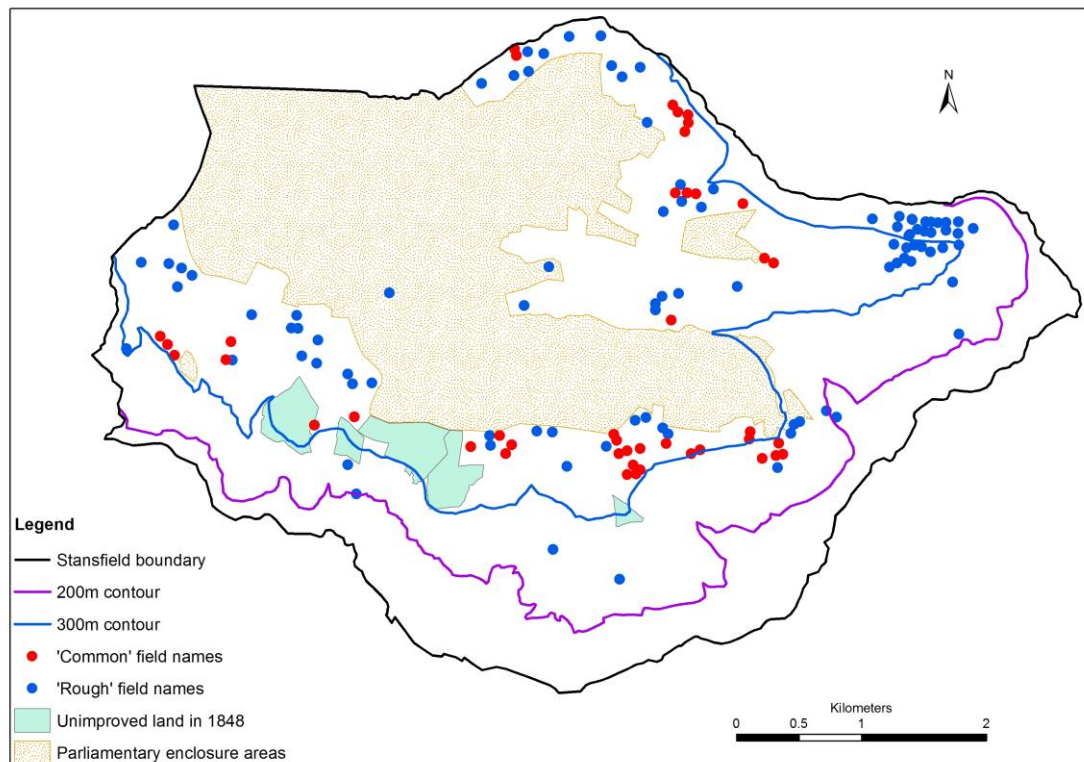 N
Legend
Stansfield boundary
200m contour
300m contour
'Common' field names
'Rough' field names
Unimproved land in 1848
Parliamentary enclosure areas
Kilometers
0 0.5 1 2